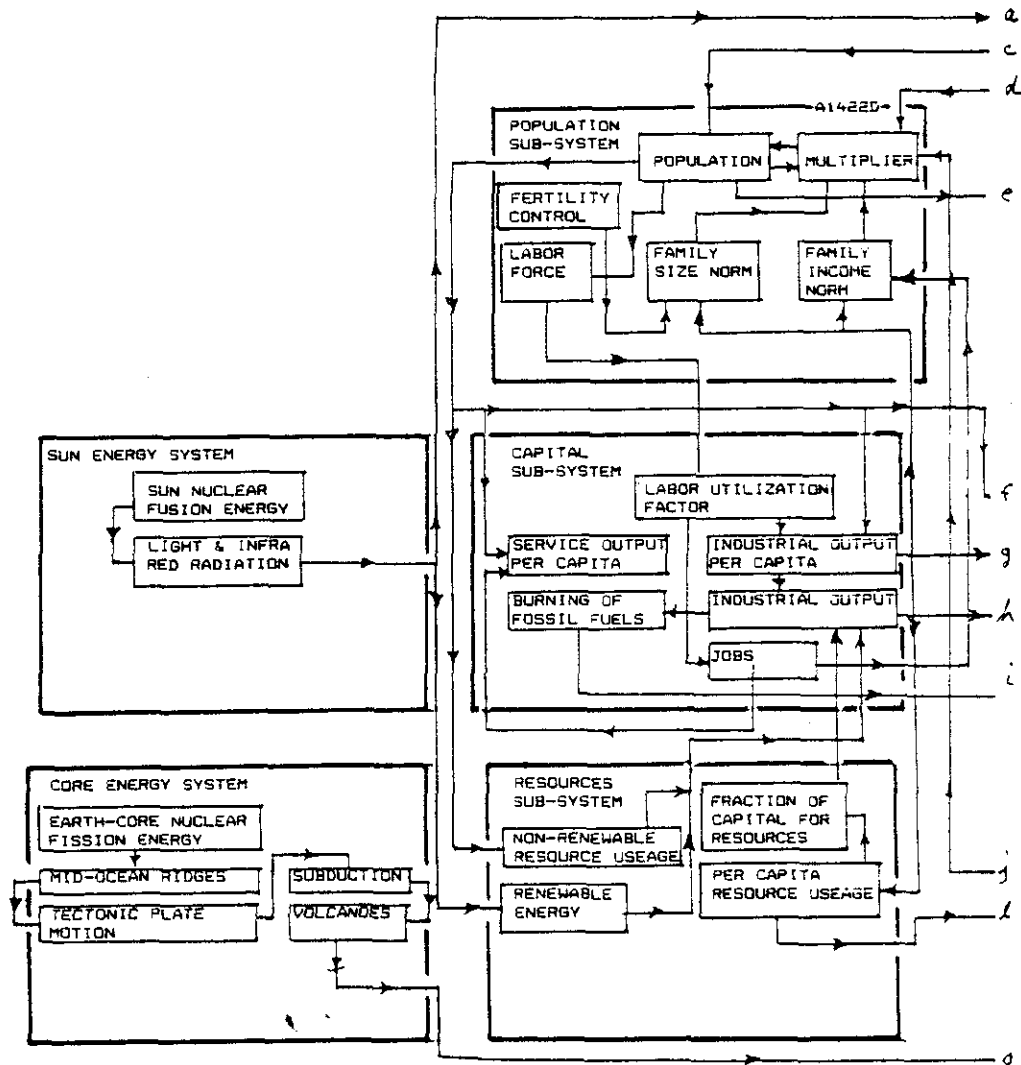 a
c
d
A1422D
POPULATION
SUB-SYSTEM
POPULATION
MULTIPLIER
e
FERTILITY
CONTROL
LABOR
FORCE
FAMILY
SIZE NORM
FAMILY
INCOME
NORM
SUN ENERGY SYSTEM
SUN NUCLEAR
FUSION ENERGY
LIGHT & INFRA
RED RADIATION
CAPITAL
SUB-SYSTEM
LABOR UTILIZATION
FACTOR
f
SERVICE OUTPUT
PER CAPITA
INDUSTRIAL OUTPUT
PER CAPITA
g
BURNING OF
FOSSIL FUELS
INDUSTRIAL OUTPUT
h
JOBS
i
CORE ENERGY SYSTEM
EARTH-CORE NUCLEAR
FISSION ENERGY
MID-OCEAN RIDGES
TECTONIC PLATE
MOTION
SUBDUCTION
VOLCANOES
RESOURCES
SUB-SYSTEM
FRACTION OF
CAPITAL FOR
RESOURCES
NON-RENEWABLE
RESOURCE USEAGE
RENEWABLE
ENERGY
PER CAPITA
RESOURCE USEAGE
j
l
o